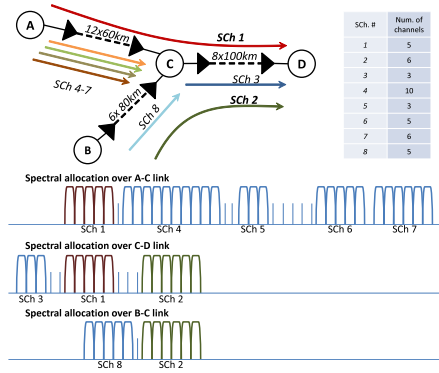 A
12x60km
SCh 1
C
8x100km
D
SCh 4-7
SCh 3
6x 80km
SCh 8
SCh 2
B
SCh. # Num. of channels
1 5
2 6
3 3
4 10
5 3
6 5
7 6
8 5
Spectral allocation over A-C link
SCh 1 SCh 4 SCh 5 SCh 6 SCh 7
Spectral allocation over C-D link
SCh 3 SCh 1 SCh 2
Spectral allocation over B-C link
SCh 8 SCh 2